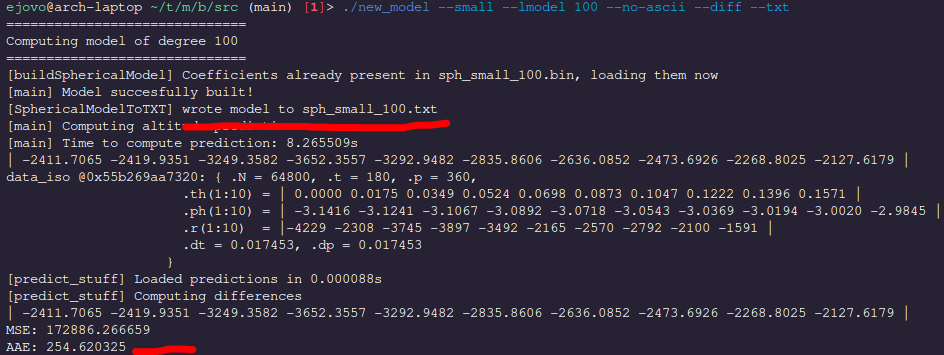 ejovo@arch-laptop ~/t/m/b/src (main) [1]> ./new_model --small --lmodel 100 --no-ascii --diff --txt
==============================
Computing model of degree 100
==============================
[buildSphericalModel] Coefficients already present in sph_small_100.bin, loading them now
[main] Model succesfully built!
[SphericalModelToTXT] wrote model to sph_small_100.txt
[main] Computing altitude prediction
[main] Time to compute prediction: 8.265509s
| -2411.7065 -2419.9351 -3249.3582 -3652.3557 -3292.9482 -2835.8606 -2636.0852 -2473.6926 -2268.8025 -2127.6179 |
data_iso @0x55b269aa7320: { .N = 64800, .t = 180, .p = 360,
.th(1:10) = | 0.0000 0.0175 0.0349 0.0524 0.0698 0.0873 0.1047 0.1222 0.1396 0.1571 |
.ph(1:10) = | -3.1416 -3.1241 -3.1067 -3.0892 -3.0718 -3.0543 -3.0369 -3.0194 -3.0020 -2.9845 |
.r(1:10) = |-4229 -2308 -3745 -3897 -3492 -2165 -2570 -2792 -2100 -1591 |
.dt = 0.017453, .dp = 0.017453
}
[predict_stuff] Loaded predictions in 0.000088s
[predict_stuff] Computing differences
| -2411.7065 -2419.9351 -3249.3582 -3652.3557 -3292.9482 -2835.8606 -2636.0852 -2473.6926 -2268.8025 -2127.6179 |
MSE: 172886.266659
AAE: 254.620325